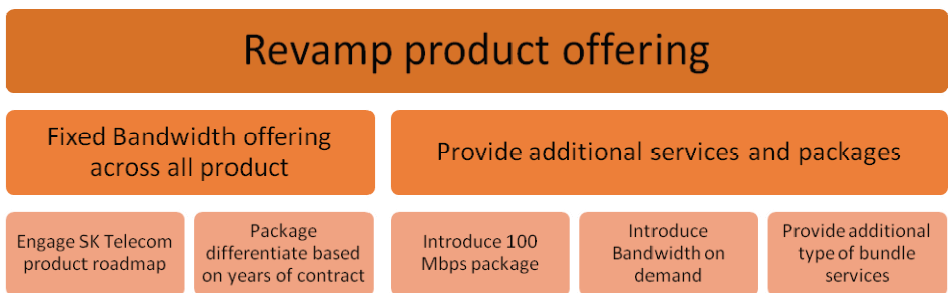 Revamp product offering
Fixed Bandwidth offering
across all product
Provide additional services and packages
Engage SK Telecom
product roadmap
Package
differentiate based
on years of contract
Introduce 100
Mbps package
Introduce
Bandwidth on
demand
Provide additional
type of bundle
services